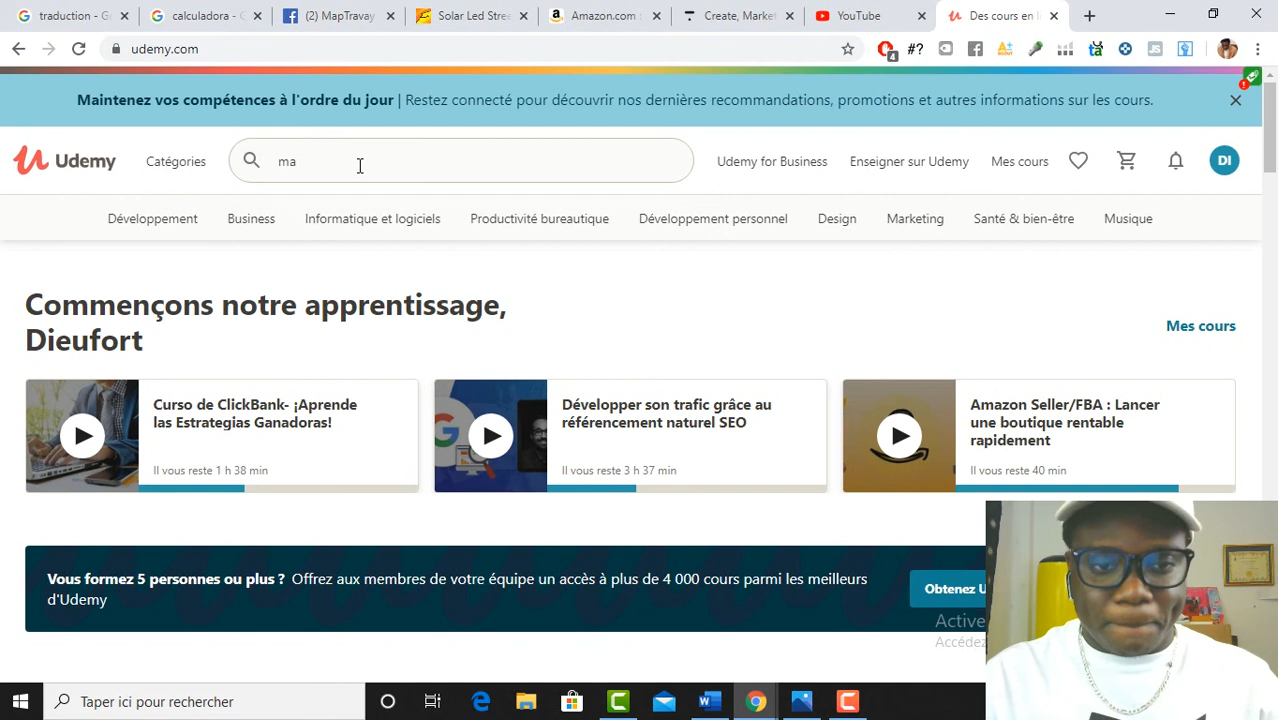 traduction - G
calculadora - G
(2) MapTravay
Solar Led Stre
Amazon.com :
Create, Market
YouTube
Des cours en li
udemy.com
4
#?
JS
Maintenez vos compétences à l'ordre du jour | Restez connecté pour découvrir nos dernières recommandations, promotions et autres informations sur les cours.
Udemy
Catégories
ma
Udemy for Business
Enseigner sur Udemy
Mes cours
DI
Développement
Business
Informatique et logiciels
Productivité bureautique
Développement personnel
Design
Marketing
Santé & bien-être
Musique
Commençons notre apprentissage,
Dieufort
Mes cours
Curso de ClickBank- ¡Aprende
las Estrategias Ganadoras!
Il vous reste 1 h 38 min
Développer son trafic grâce au
référencement naturel SEO
Il vous reste 3 h 37 min
Amazon Seller/FBA : Lancer
une boutique rentable
rapidement
Il vous reste 40 min
Vous formez 5 personnes ou plus ? Offrez aux membres de votre équipe un accès à plus de 4 000 cours parmi les meilleurs
d'Udemy
Obtenez U
Active
Accédez
Taper ici pour rechercher